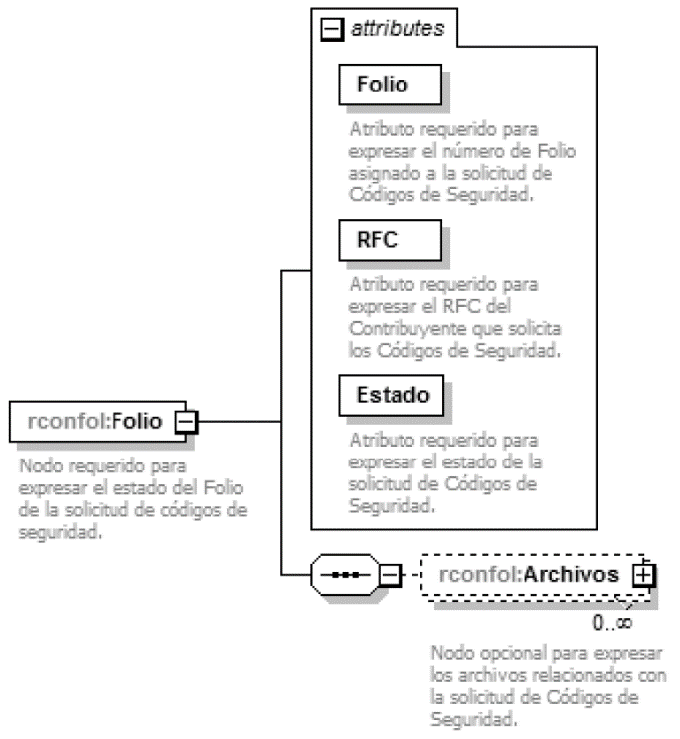 attributes
Folio
Atributo requerido para
expresar el número de Folio
asignado a la solicitud de
Códigos de Seguridad.
RFC
Atributo requerido para
expresar el RFC del
Contribuyente que solicita
los Códigos de Seguridad.
Estado
Atributo requerido para
expresar el estado de la
solicitud de Códigos de
Seguridad.
rconfol:Folio
Nodo requerido para
expresar el estado del Folio
de la solicitud de códigos de
seguridad.
rconfol:Archivos
0..∞
Nodo opcional para expresar
los archivos relacionados con
la solicitud de Códigos de
Seguridad.